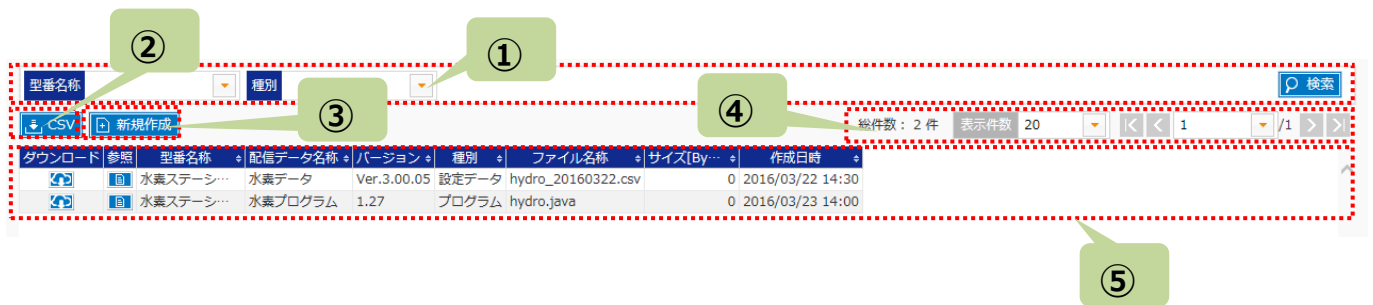 ② ①
型番名称 種別 検索
③ ④
CSV 新規作成 総件数： 2 件 表示件数 20 1 /1
ダウンロード 参照 型番名称 配信データ名称 バージョン 種別 ファイル名称 サイズ[By… 作成日時
水素ステーシ… 水素データ Ver.3.00.05 設定データ hydro_20160322.csv 0 2016/03/22 14:30
水素ステーシ… 水素プログラム 1.27 プログラム hydro.java 0 2016/03/23 14:00
⑤